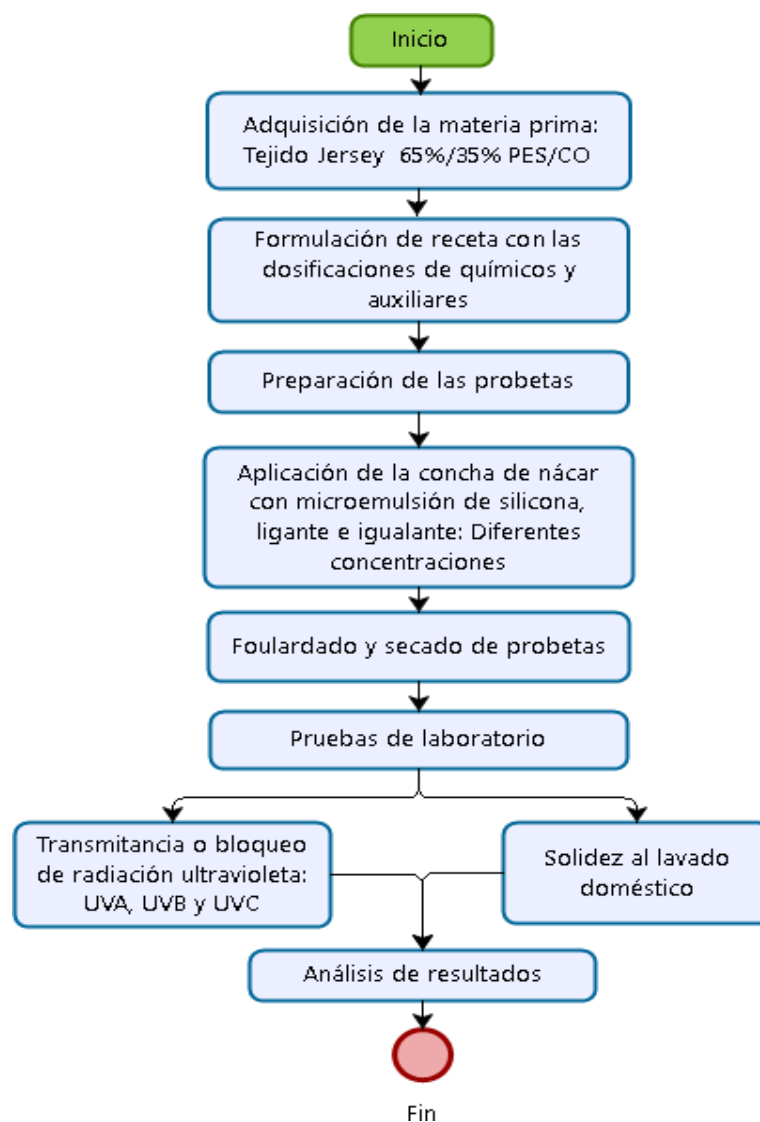 Inicio
Adquisición de la materia prima:
Tejido Jersey 65%/35% PES/CO
Formulación de receta con las
dosificaciones de químicos y
auxiliares
Preparación de las probetas
Aplicación de la concha de nácar
con microemulsión de silicona,
ligante e igualante: Diferentes
concentraciones
Foulardado y secado de probetas
Pruebas de laboratorio
Transmitancia o bloqueo
de radiación ultravioleta:
UVA, UVB y UVC
Solidez al lavado
doméstico
Análisis de resultados
Fin